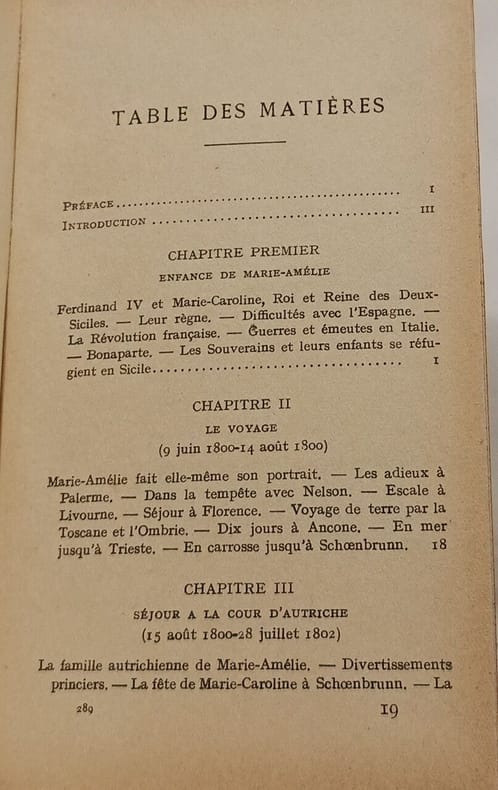 TABLE DES MATIÈRES
PRÉFACE.......................................... I
INTRODUCTION .................................... III
CHAPITRE PREMIER
ENFANCE DE MARIE-AMÉLIE
Ferdinand IV et Marie-Caroline, Roi et Reine des Deux-
Siciles. — Leur règne. — Difficultés avec l'Espagne. —
La Révolution française. — Guerres et émeutes en Italie.
— Bonaparte. — Les Souverains et leurs enfants se réfu-
gient en Sicile.................................. I
CHAPITRE II
LE VOYAGE
(9 juin 1800-14 août 1800)
Marie-Amélie fait elle-même son portrait. — Les adieux à
Palerme. — Dans la tempête avec Nelson. — Escale à
Livourne. — Séjour à Florence. — Voyage de terre par la
Toscane et l'Ombrie. — Dix jours à Ancone. — En mer
jusqu'à Trieste. — En carrosse jusqu'à Schœnbrunn. 18
CHAPITRE III
SÉJOUR A LA COUR D'AUTRICHE
(15 août 1800-28 juillet 1802)
La famille autrichienne de Marie-Amélie. — Divertissements
princiers. — La fête de Marie-Caroline à Schœnbrunn. — La
289 19